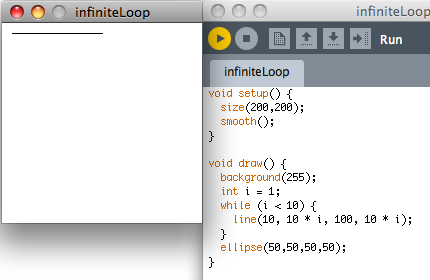 infiniteLoop
infiniteLoop
Run
infiniteLoop
void setup() {
  size(200,200);
  smooth();
}

void draw() {
  background(255);
  int i = 1;
  while (i < 10) {
    line(10, 10 * i, 100, 10 * i);
  }
  ellipse(50,50,50,50);
}